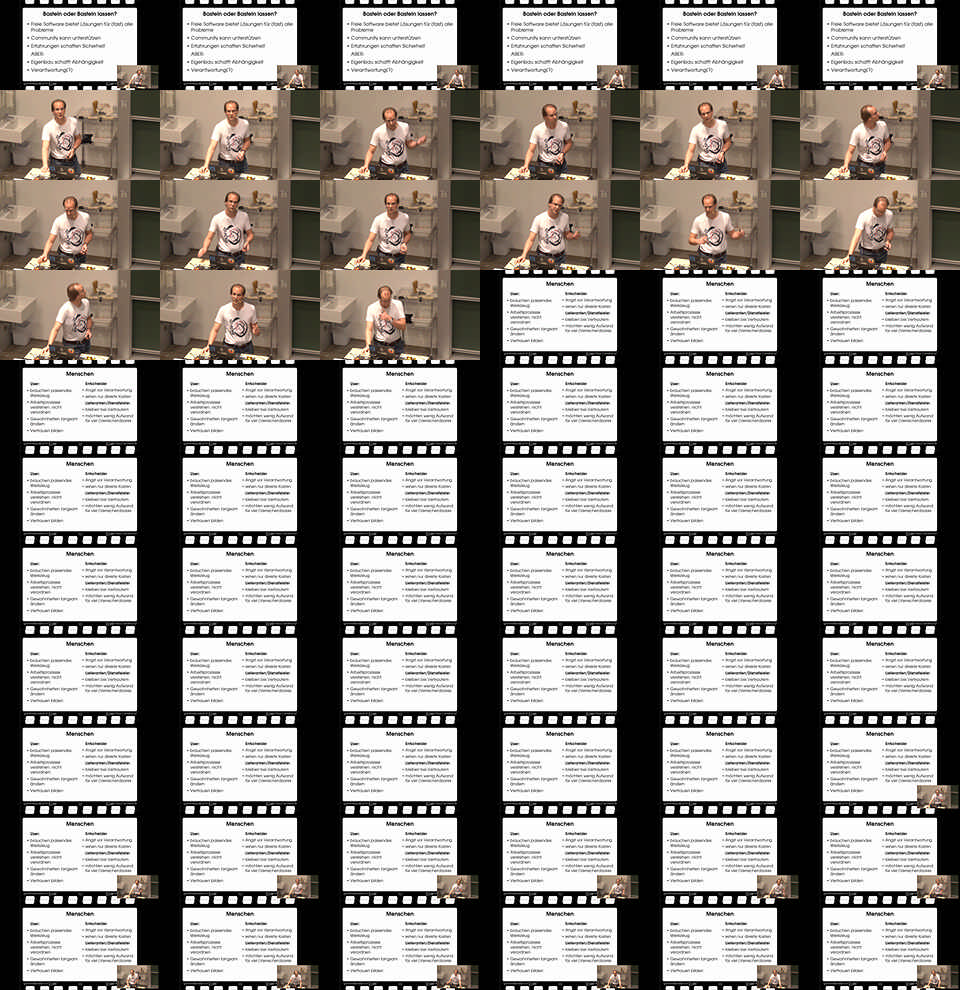 Basteln oder Basteln lassen?
• Freie Software bietet Lösungen für (fast) alle
Probleme
• Community kann unterstützen
• Erfahrungen schaffen Sicherheit
ABER:
• Eigenbau schafft Abhängigkeit
• Verantwortung(?)
Menschen
User:
• brauchen passendes
Werkzeug
• Arbeitsprozesse
verstehen, nicht
verordnen
• Gewohnheiten langsam
ändern
• Vertrauen bilden
Entscheider
• Angst vor Verantwortung
• sehen nur direkte Kosten
Lieferanten/Dienstleister
• bleiben bei Vertrautem
• möchten wenig Aufwand
für viel